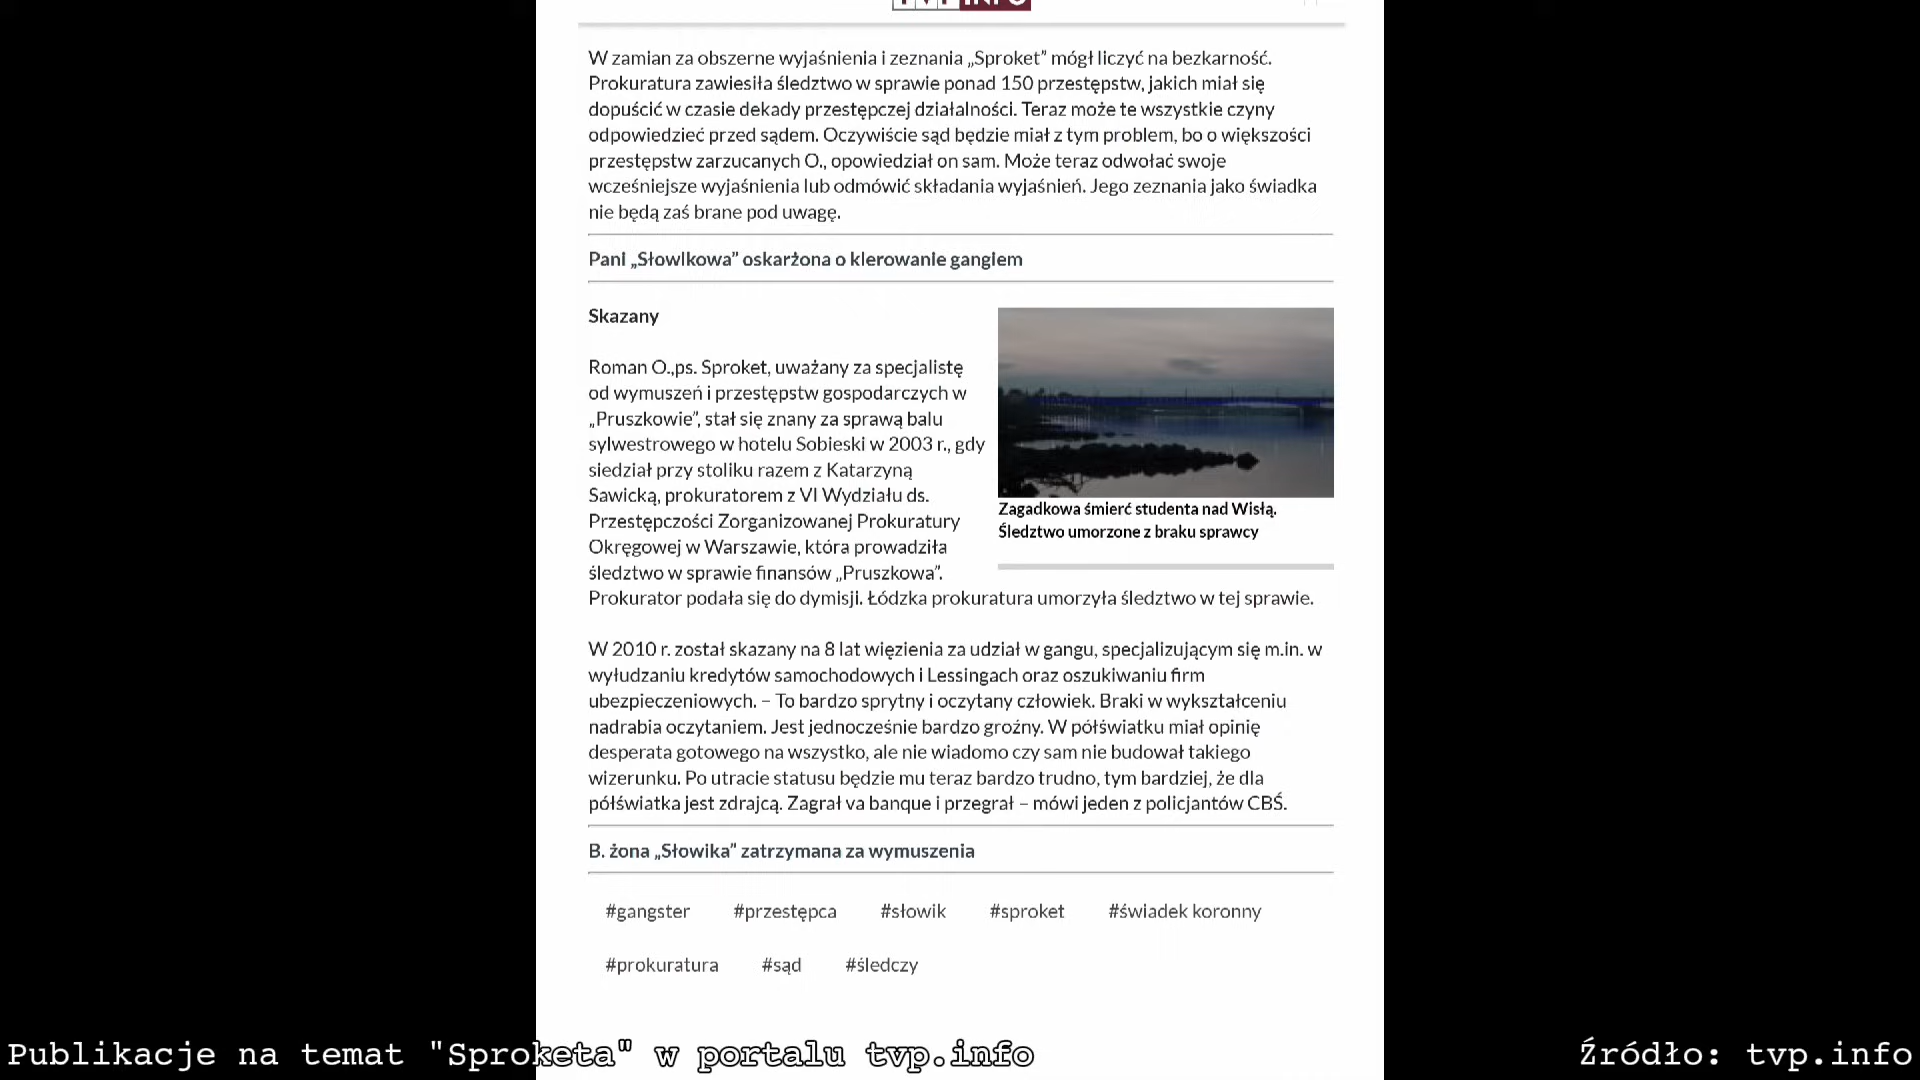 TVP INFO
W zamian za obszerne wyjaśnienia i zeznania „Sproket” mógł liczyć na bezkarność.
Prokuratura zawiesiła śledztwo w sprawie ponad 150 przestępstw, jakich miał się
dopuścić w czasie dekady przestępczej działalności. Teraz może te wszystkie czyny
odpowiedzieć przed sądem. Oczywiście sąd będzie miał z tym problem, bo o większości
przestępstw zarzucanych O., opowiedział on sam. Może teraz odwołać swoje
wcześniejsze wyjaśnienia lub odmówić składania wyjaśnień. Jego zeznania jako świadka
nie będą zaś brane pod uwagę.
Pani „Słowikowa” oskarżona o kierowanie gangiem
Skazany
Roman O.,ps. Sproket, uważany za specjalistę
od wymuszeń i przestępstw gospodarczych w
„Pruszkowie”, stał się znany za sprawą balu
sylwestrowego w hotelu Sobieski w 2003 r., gdy
siedział przy stoliku razem z Katarzyną
Sawicką, prokuratorem z VI Wydziału ds.
Przestępczości Zorganizowanej Prokuratury
Okręgowej w Warszawie, która prowadziła
śledztwo w sprawie finansów „Pruszkowa”.
Prokurator podała się do dymisji. Łódzka prokuratura umorzyła śledztwo w tej sprawie.
Zagadkowa śmierć studenta nad Wisłą.
Śledztwo umorzone z braku sprawcy
W 2010 r. został skazany na 8 lat więzienia za udział w gangu, specjalizującym się m.in. w
wyłudzaniu kredytów samochodowych i Lessingach oraz oszukiwaniu firm
ubezpieczeniowych. – To bardzo sprytny i oczytany człowiek. Braki w wykształceniu
nadrabia oczytaniem. Jest jednocześnie bardzo groźny. W półświatku miał opinię
desperata gotowego na wszystko, ale nie wiadomo czy sam nie budował takiego
wizerunku. Po utracie statusu będzie mu teraz bardzo trudno, tym bardziej, że dla
półświatka jest zdrajcą. Zagrał va banque i przegrał – mówi jeden z policjantów CBŚ.
B. żona „Słowika” zatrzymana za wymuszenia
#gangster #przestępca #słowik #sproket #świadek koronny
#prokuratura #sąd #śledczy
Publikacje na temat "Sproketa" w portalu tvp.info
Źródło: tvp.info